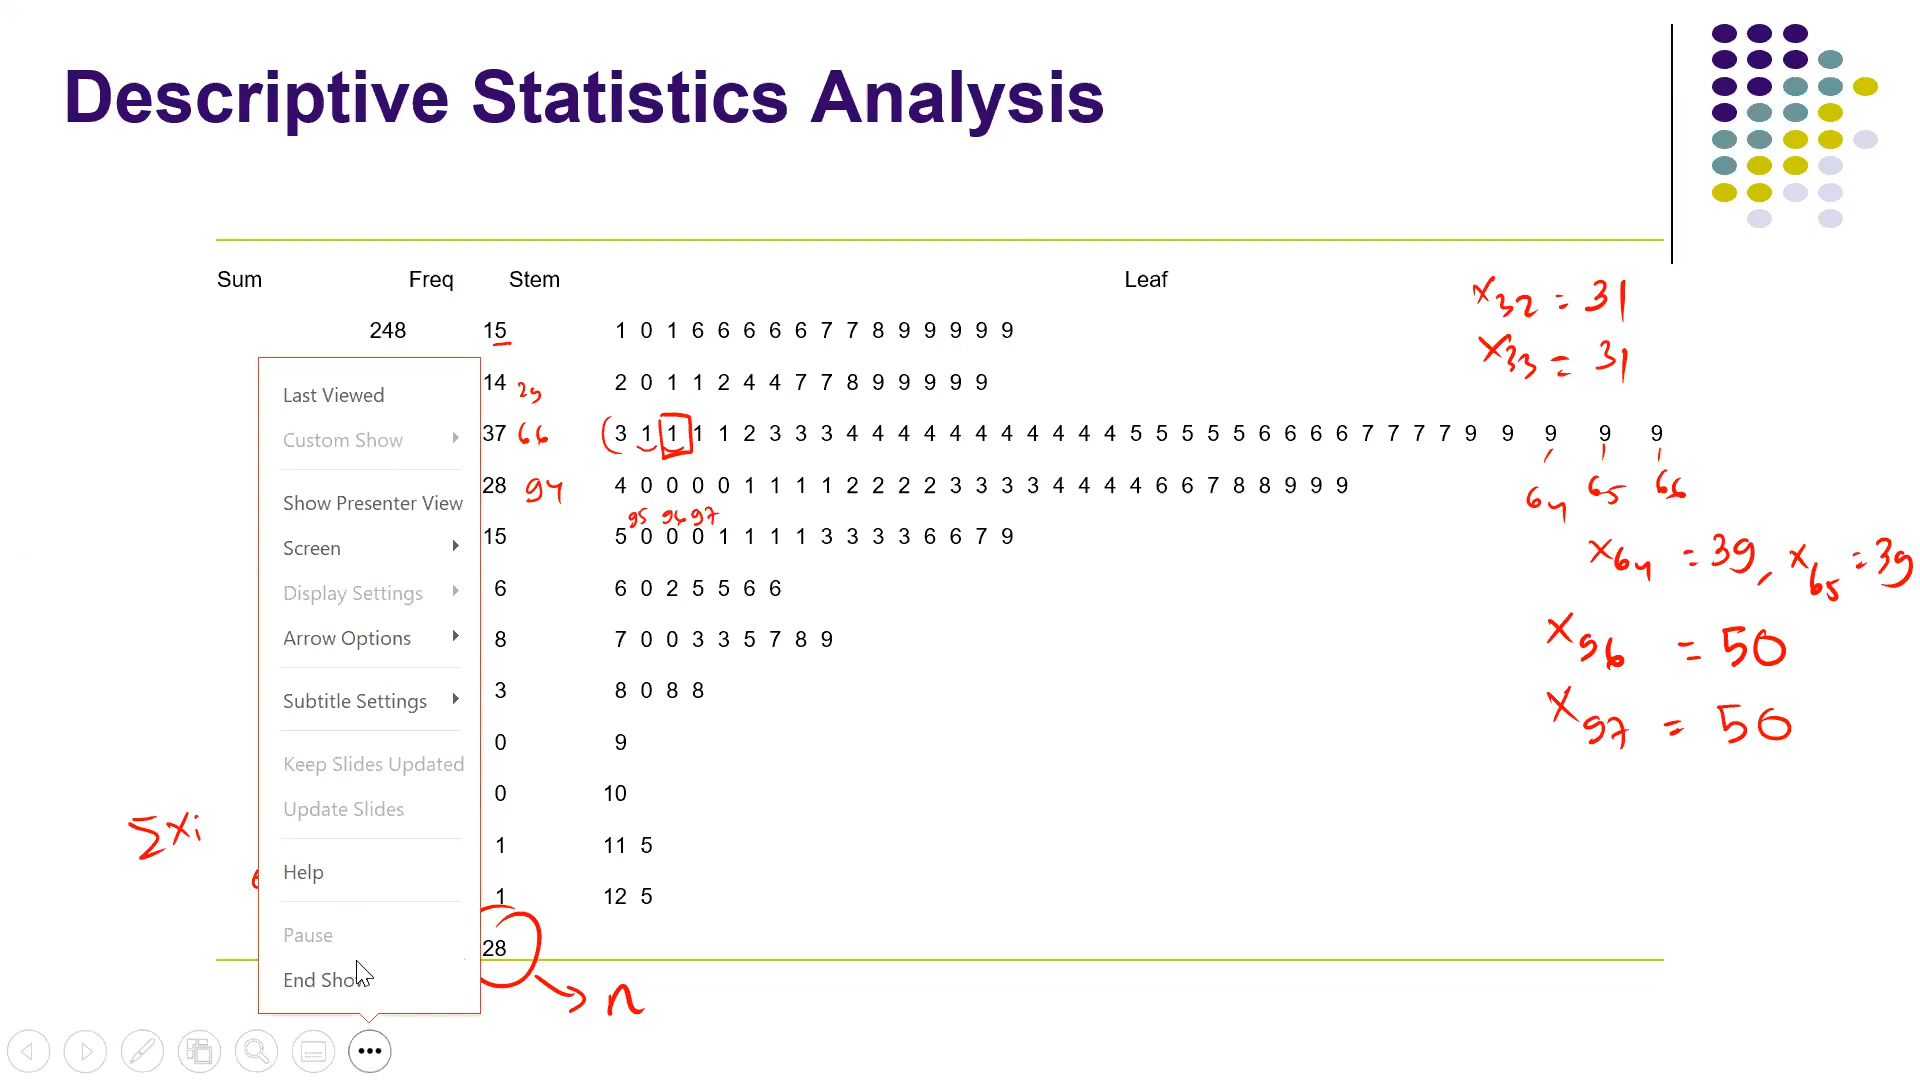 Descriptive Statistics Analysis
Sum Freq Stem Leaf
x32 = 31
248 15 1 0 1 6 6 6 6 6 7 7 8 9 9 9 9 9
x33 = 31
14 29 2 0 1 1 2 4 4 7 7 8 9 9 9 9 9
37 66 (3 1 1 1 1 2 3 3 3 4 4 4 4 4 4 4 4 4 4 4 5 5 5 5 5 6 6 6 6 7 7 7 7 9 9 9 9 9
28 94 4 0 0 0 0 1 1 1 1 2 2 2 2 3 3 3 3 4 4 4 4 6 6 7 8 8 9 9 9
64 65 66
95 96 97
15 5 0 0 0 1 1 1 1 3 3 3 3 6 6 7 9
x64 = 39, x65 = 39
6 6 0 2 5 5 6 6
8 7 0 0 3 3 5 7 8 9
x96 = 50
3 8 0 8 8
x97 = 50
0 9
0 10
Σxi
1 11 5
1 12 5
28
n
Last Viewed
Custom Show
Show Presenter View
Screen
Display Settings
Arrow Options
Subtitle Settings
Keep Slides Updated
Update Slides
Help
Pause
End Sho